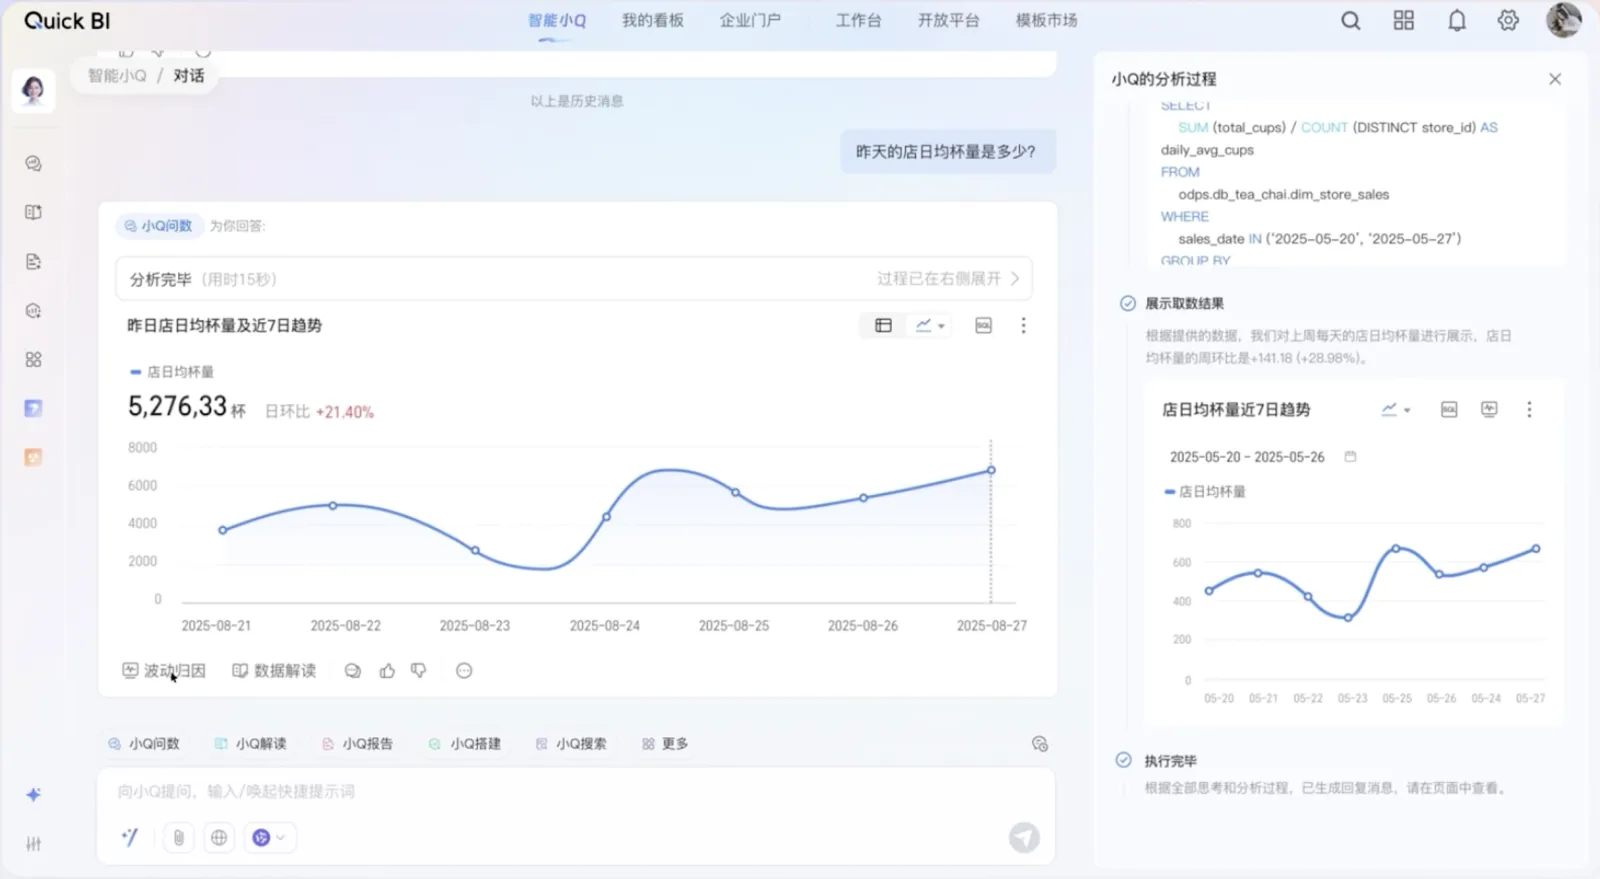 Quick BI
智能小Q
我的看板
企业门户
工作台
开放平台
模板市场
智能小Q / 对话
以上是历史消息
昨天的店日均杯量是多少?
小Q问数 为你回答:
分析完毕（用时15秒）
过程已在右侧展开
昨日店日均杯量及近7日趋势
SQL
店日均杯量
5,276,33杯 日环比 +21.40%
8000
6000
4000
2000
0
2025-08-21
2025-08-22
2025-08-23
2025-08-24
2025-08-25
2025-08-26
2025-08-27
波动归因
数据解读
小Q问数
小Q解读
小Q报告
小Q搭建
小Q搜索
更多
向小Q提问，输入/唤起快捷提示词
小Q的分析过程
SELECT
SUM (total_cups) / COUNT (DISTINCT store_id) AS
daily_avg_cups
FROM
odps.db_tea_chai.dim_store_sales
WHERE
sales_date IN ('2025-05-20', '2025-05-27')
GROUP BY
展示取数结果
根据提供的数据，我们对上周每天的店日均杯量进行展示，店日
均杯量的周环比是+141.18 (+28.98%)。
店日均杯量近7日趋势
SQL
2025-05-20 - 2025-05-26
店日均杯量
800
600
400
200
0
05-20
05-21
05-22
05-23
05-25
05-26
05-24
05-27
执行完毕
根据全部思考和分析过程，已生成回复消息，请在页面中查看。